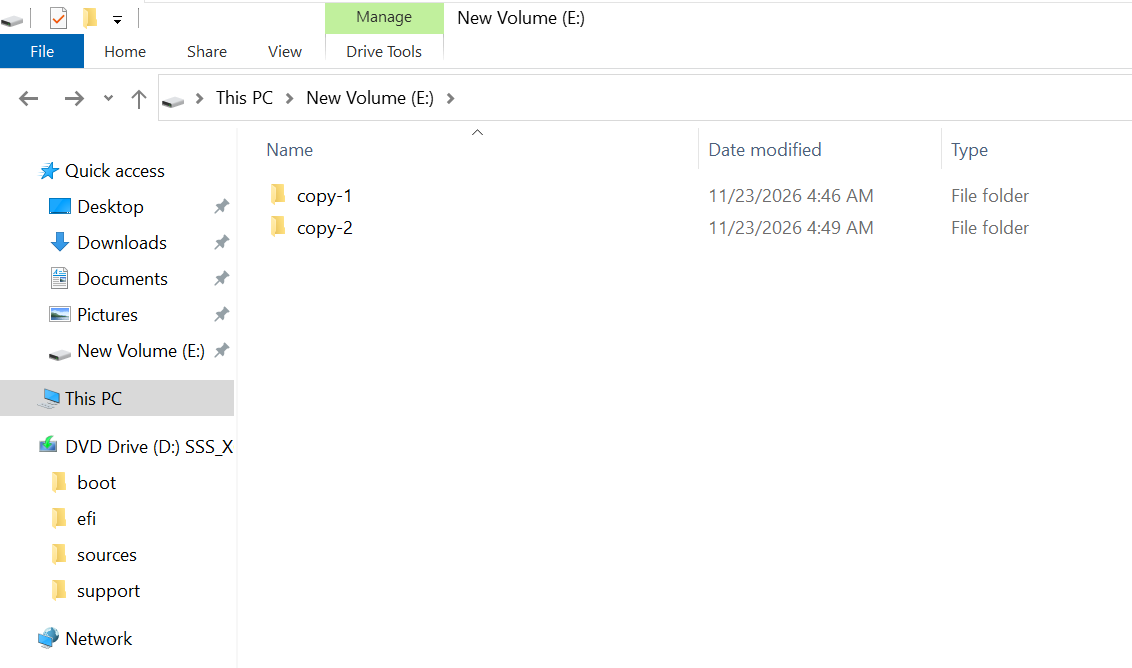 Manage New Volume (E:)
File Home Share View Drive Tools
This PC New Volume (E:)
Name Date modified Type
Quick access
Desktop
Downloads
Documents
Pictures
New Volume (E:)
This PC
DVD Drive (D:) SSS_X
boot
efi
sources
support
Network
copy-1 11/23/2026 4:46 AM File folder
copy-2 11/23/2026 4:49 AM File folder